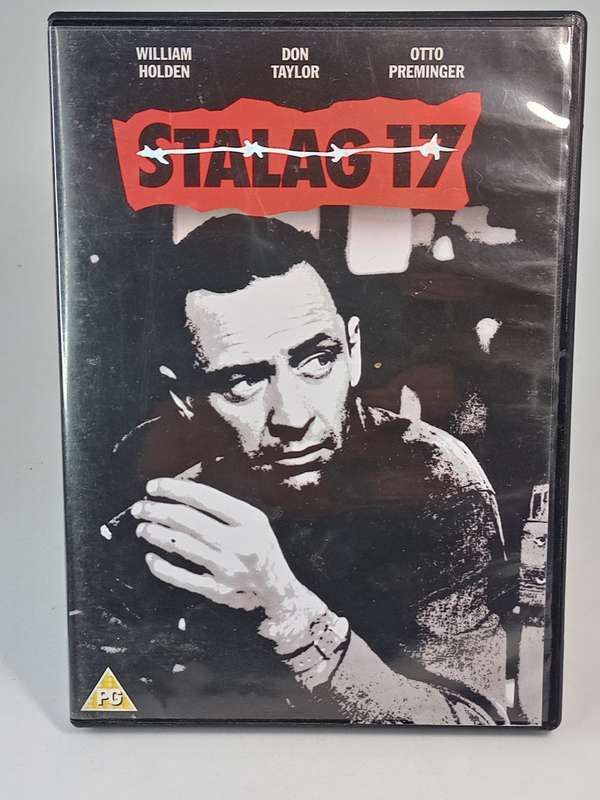 WILLIAM HOLDEN
DON TAYLOR
OTTO PREMINGER
STALAG 17
PG